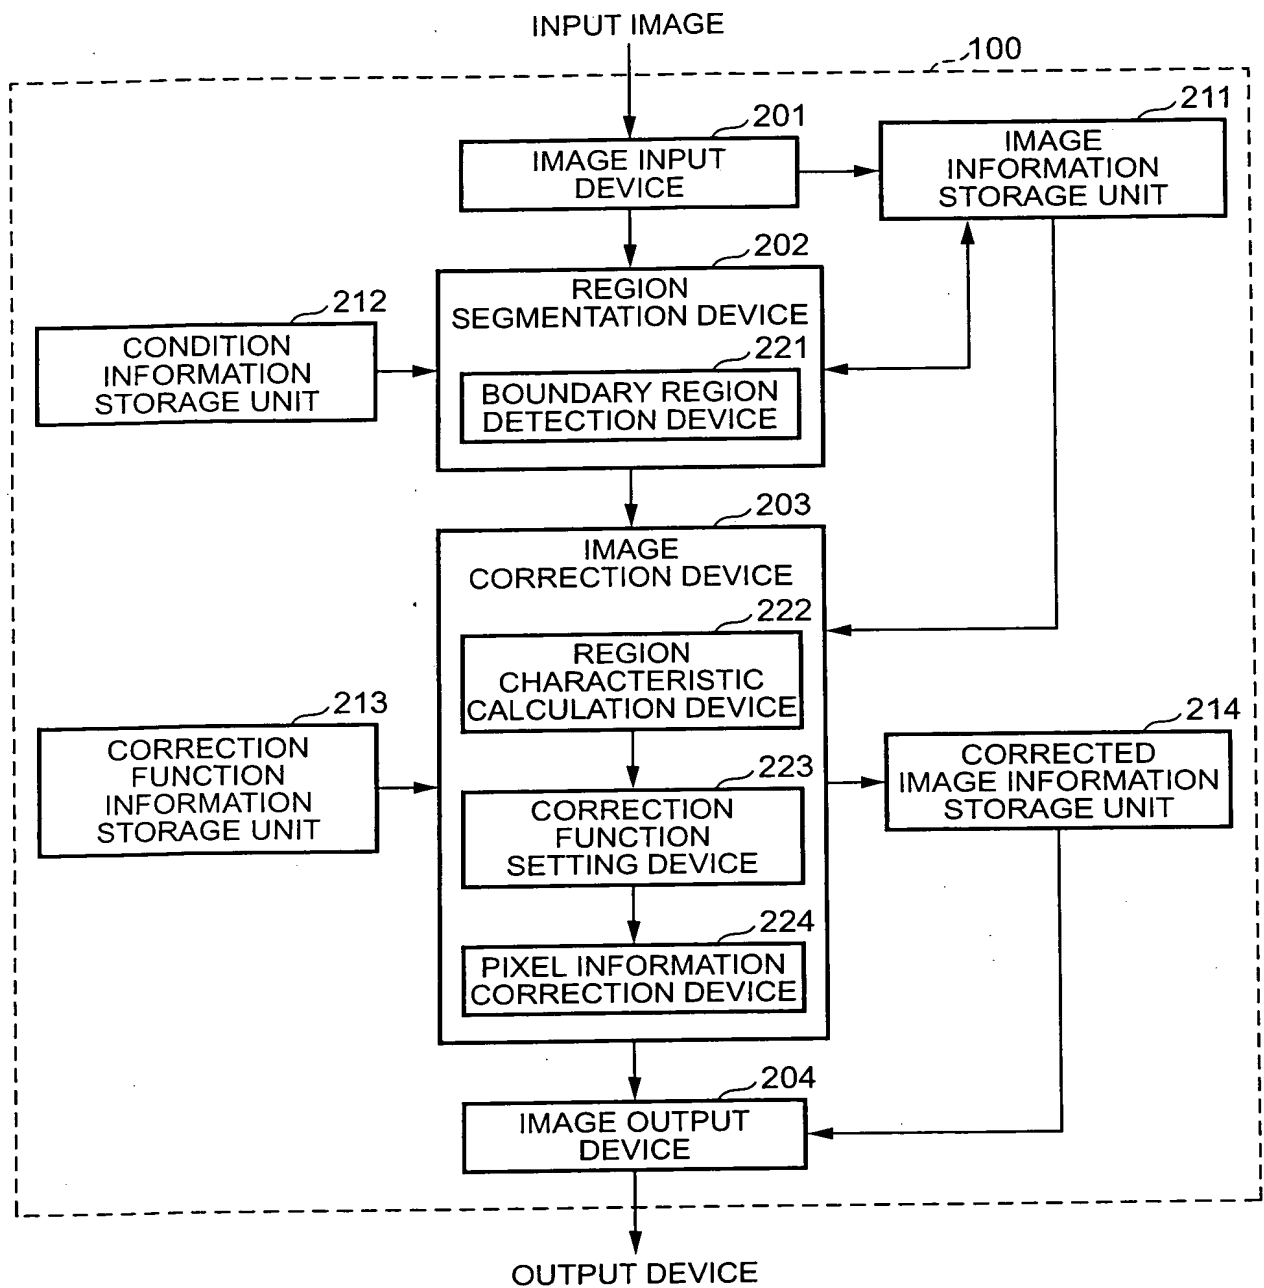 INPUT IMAGE
100
201
IMAGE INPUT
DEVICE
211
IMAGE
INFORMATION
STORAGE UNIT
202
REGION
SEGMENTATION DEVICE
212
CONDITION
INFORMATION
STORAGE UNIT
221
BOUNDARY REGION
DETECTION DEVICE
203
IMAGE
CORRECTION DEVICE
222
REGION
CHARACTERISTIC
CALCULATION DEVICE
213
CORRECTION
FUNCTION
INFORMATION
STORAGE UNIT
223
CORRECTION
FUNCTION
SETTING DEVICE
214
CORRECTED
IMAGE INFORMATION
STORAGE UNIT
224
PIXEL INFORMATION
CORRECTION DEVICE
204
IMAGE OUTPUT
DEVICE
OUTPUT DEVICE